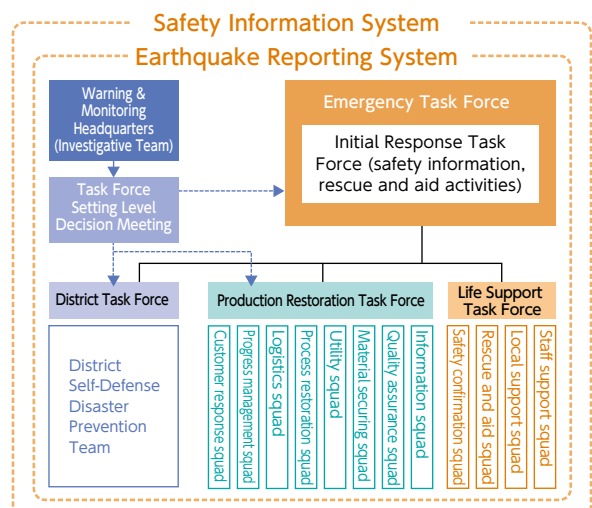 Safety Information System
Earthquake Reporting System
Warning &
Monitoring
Headquarters
(Investigative Team)
Emergency Task Force
Initial Response Task
Force (safety information,
rescue and aid activities)
Task Force
Setting Level
Decision Meeting
District Task Force
Production Restoration Task Force
Life Support
Task Force
District
Self-Defense
Disaster
Prevention
Team
Customer response squad
Progress management squad
Logistics squad
Process restoration squad
Utility squad
Material securing squad
Quality assurance squad
Information squad
Safety confirmation squad
Rescue and aid squad
Local support squad
Staff support squad